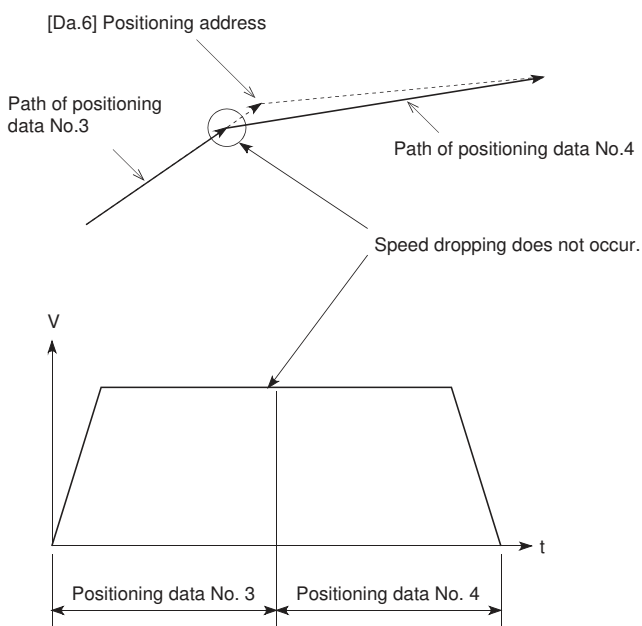 [Da.6] Positioning address
Path of positioning
data No.3
Path of positioning data No.4
Speed dropping does not occur.
V
t
Positioning data No. 3
Positioning data No. 4